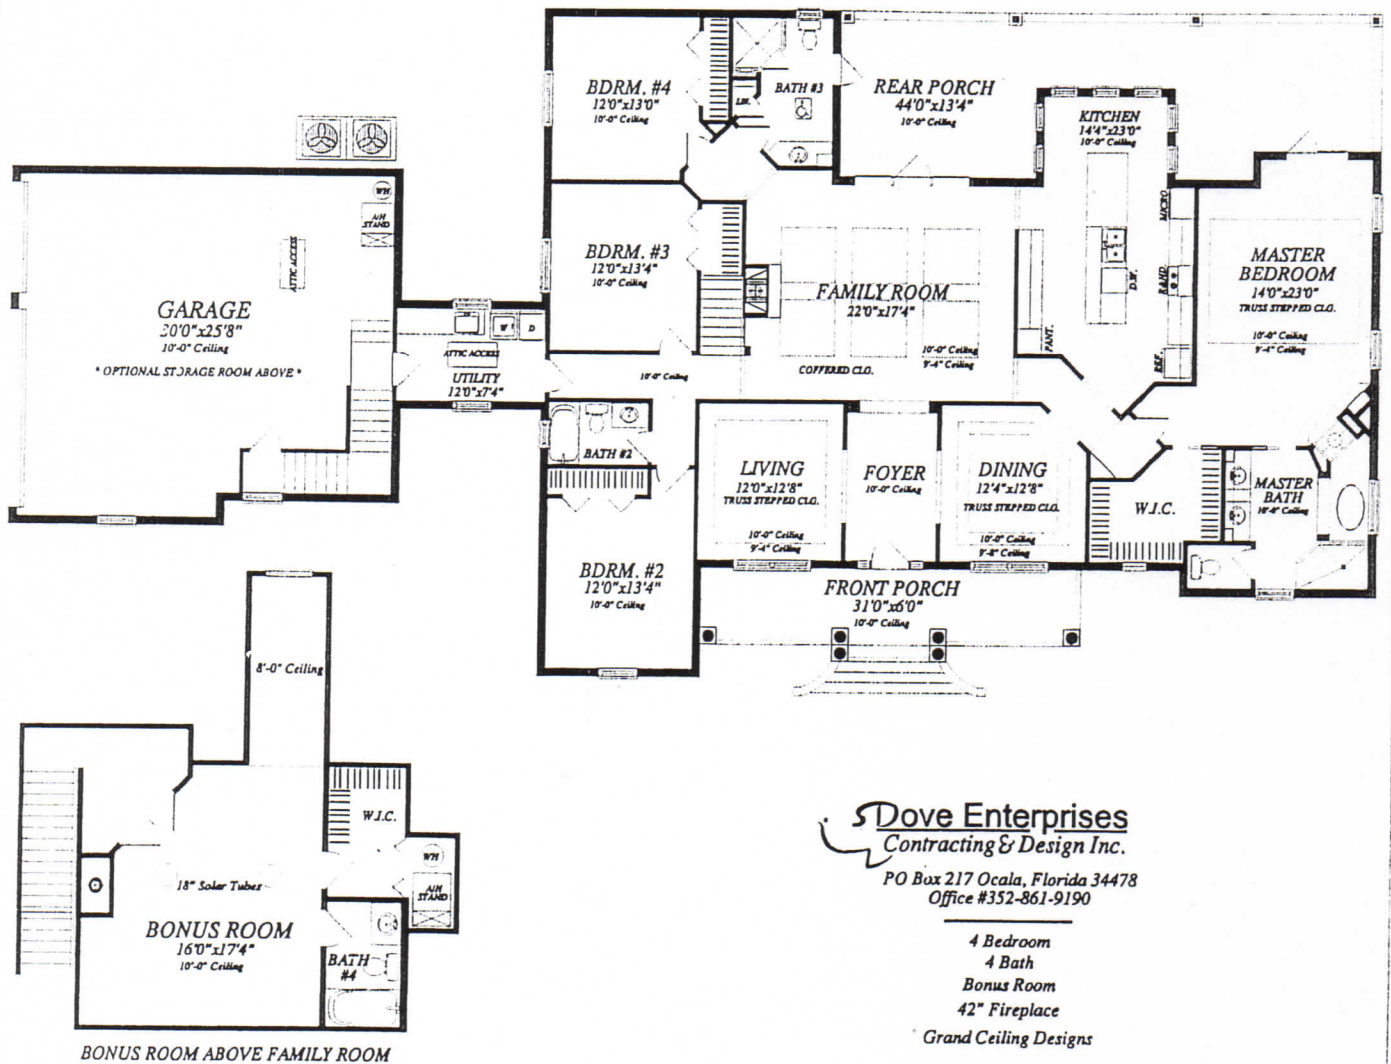 BDRM. #4
12'0"x13'0"
10'-0" Ceiling
LIN.
BATH #3
REAR PORCH
44'0"x13'4"
10'-0" Ceiling
KITCHEN
14'4"x23'0"
10'-0" Ceiling
MICRO.
RANG.
REF.
D.W.
PANT.
WH
A/H
STAND
ATTIC ACCESS
GARAGE
20'0"x25'8"
10'-0" Ceiling
* OPTIONAL STORAGE ROOM ABOVE *
BDRM. #3
12'0"x13'4"
10'-0" Ceiling
FAMILY ROOM
22'0"x17'4"
10'-0" Ceiling
9'-4" Ceiling
COFFERED CLG.
MASTER
BEDROOM
14'0"x23'0"
TRUSS STEPPED CLG.
10'-0" Ceiling
9'-4" Ceiling
W
D
ATTIC ACCESS
UTILITY
12'0"x7'4"
10'-0" Ceiling
BATH #2
LIVING
12'0"x12'8"
TRUSS STEPPED CLG.
10'-0" Ceiling
9'-4" Ceiling
FOYER
10'-0" Ceiling
DINING
12'4"x12'8"
TRUSS STEPPED CLG.
10'-0" Ceiling
9'-8" Ceiling
W.I.C.
MASTER
BATH
10'-0" Ceiling
BDRM. #2
12'0"x13'4"
10'-0" Ceiling
FRONT PORCH
31'0"x6'0"
10'-0" Ceiling
8'-0" Ceiling
W.I.C.
WH
A/H
STAND
18" Solar Tubes
BONUS ROOM
16'0"x17'4"
10'-0" Ceiling
BATH
#4
BONUS ROOM ABOVE FAMILY ROOM
Dove Enterprises
Contracting & Design Inc.
PO Box 217 Ocala, Florida 34478
Office #352-861-9190
4 Bedroom
4 Bath
Bonus Room
42" Fireplace
Grand Ceiling Designs